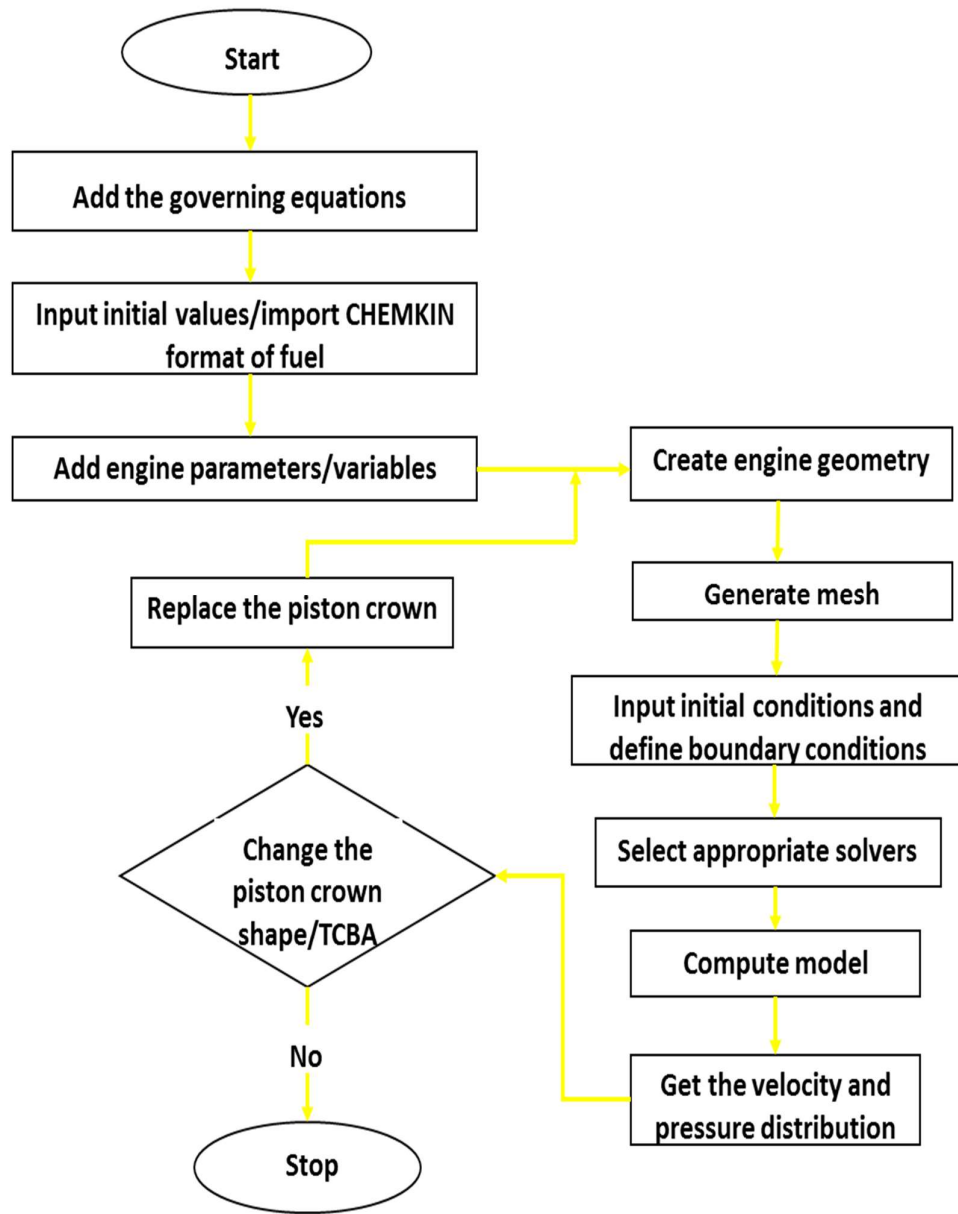 Start
Add the governing equations
Input initial values/import CHEMKIN
format of fuel
Add engine parameters/variables
Create engine geometry
Generate mesh
Input initial conditions and
define boundary conditions
Select appropriate solvers
Compute model
Get the velocity and
pressure distribution
Change the
piston crown
shape/TCBA
Yes
Replace the piston crown
No
Stop